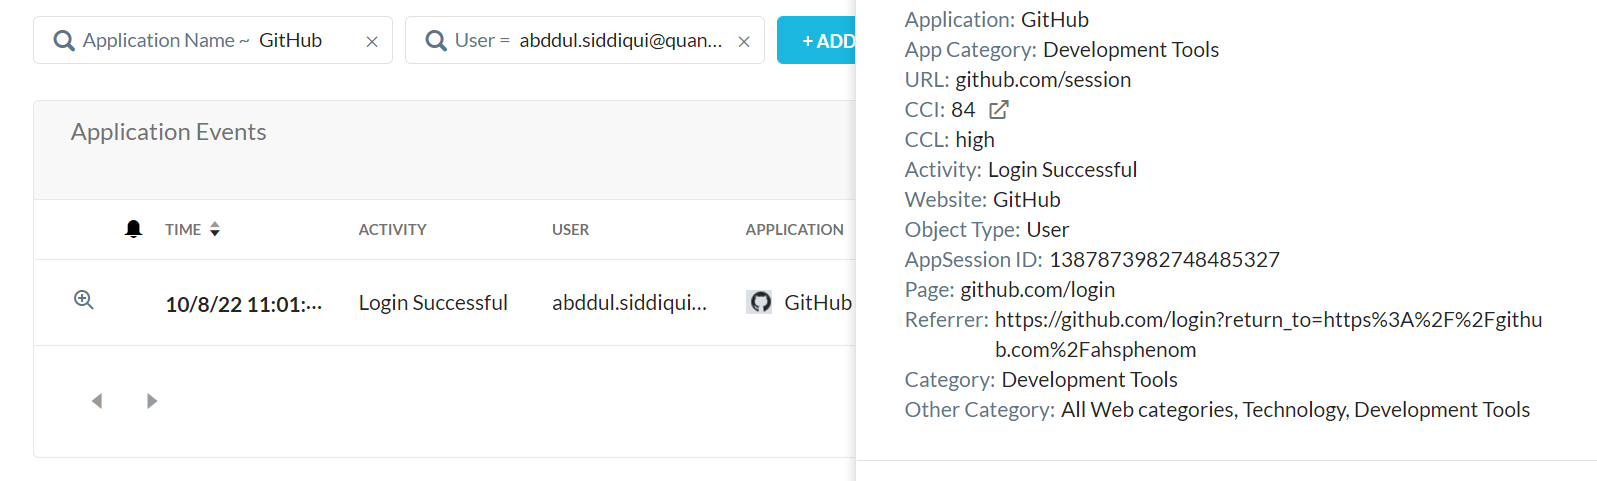 Application Name ~ GitHub ×
User = abddul.siddiqui@quan... ×
+ ADD
Application Events
TIME ACTIVITY USER APPLICATION
10/8/22 11:01:... Login Successful abddul.siddiqui... GitHub
Application: GitHub
App Category: Development Tools
URL: github.com/session
CCI: 84
CCL: high
Activity: Login Successful
Website: GitHub
Object Type: User
AppSession ID: 1387873982748485327
Page: github.com/login
Referrer: https://github.com/login?return_to=https%3A%2F%2Fgithu
b.com%2Fahsphenom
Category: Development Tools
Other Category: All Web categories, Technology, Development Tools